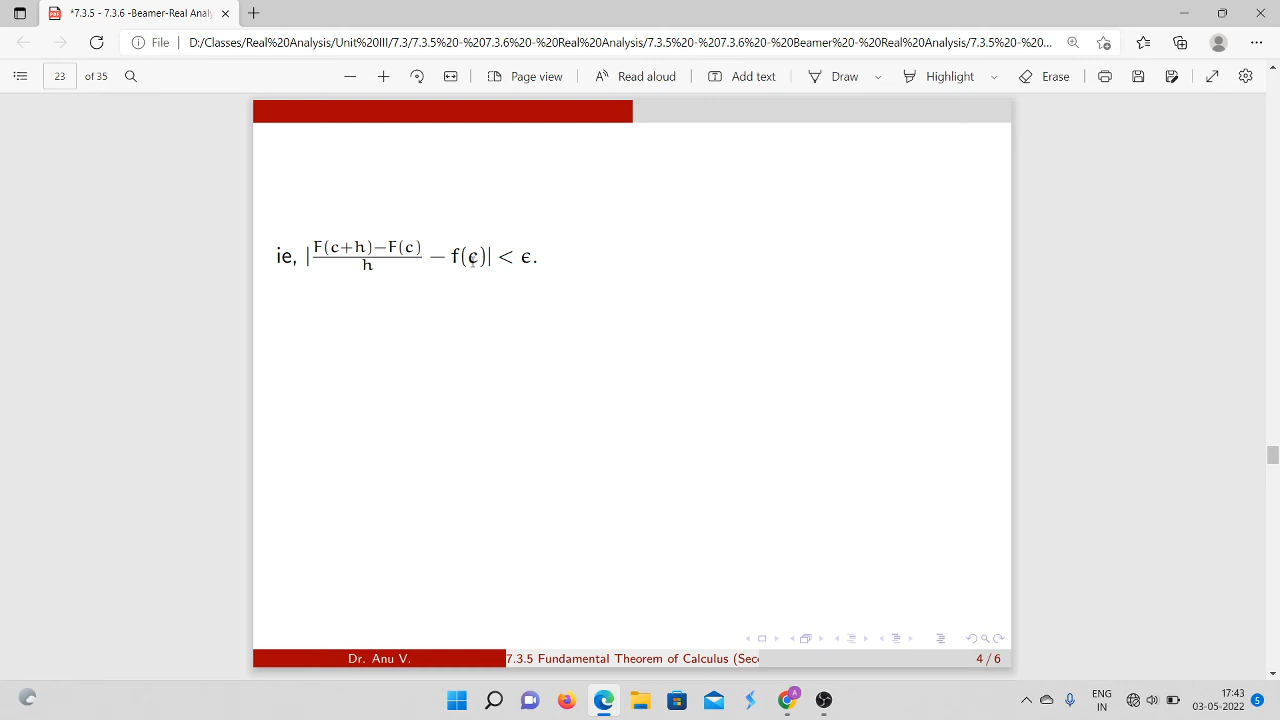 *7.3.5 - 7.3.6 -Beamer-Real Anal
File
D:/Classes/Real%20Analysis/Unit%20III/7.3/7.3.5%20-%207.3.6%20-%20Real%20Analysis/7.3.5%20-%207.3.6%20-%20Beamer%20-%20Real%20Analysis/7.3.5%20-%20...
23 of 35
Page view
Read aloud
Add text
Draw
Highlight
Erase
ie, |F(c+h)−F(c)/h − f(c)| < ϵ.
Dr. Anu V.
7.3.5 Fundamental Theorem of Calculus (Seco
4 / 6
ENG
IN
17:43
03-05-2022
5